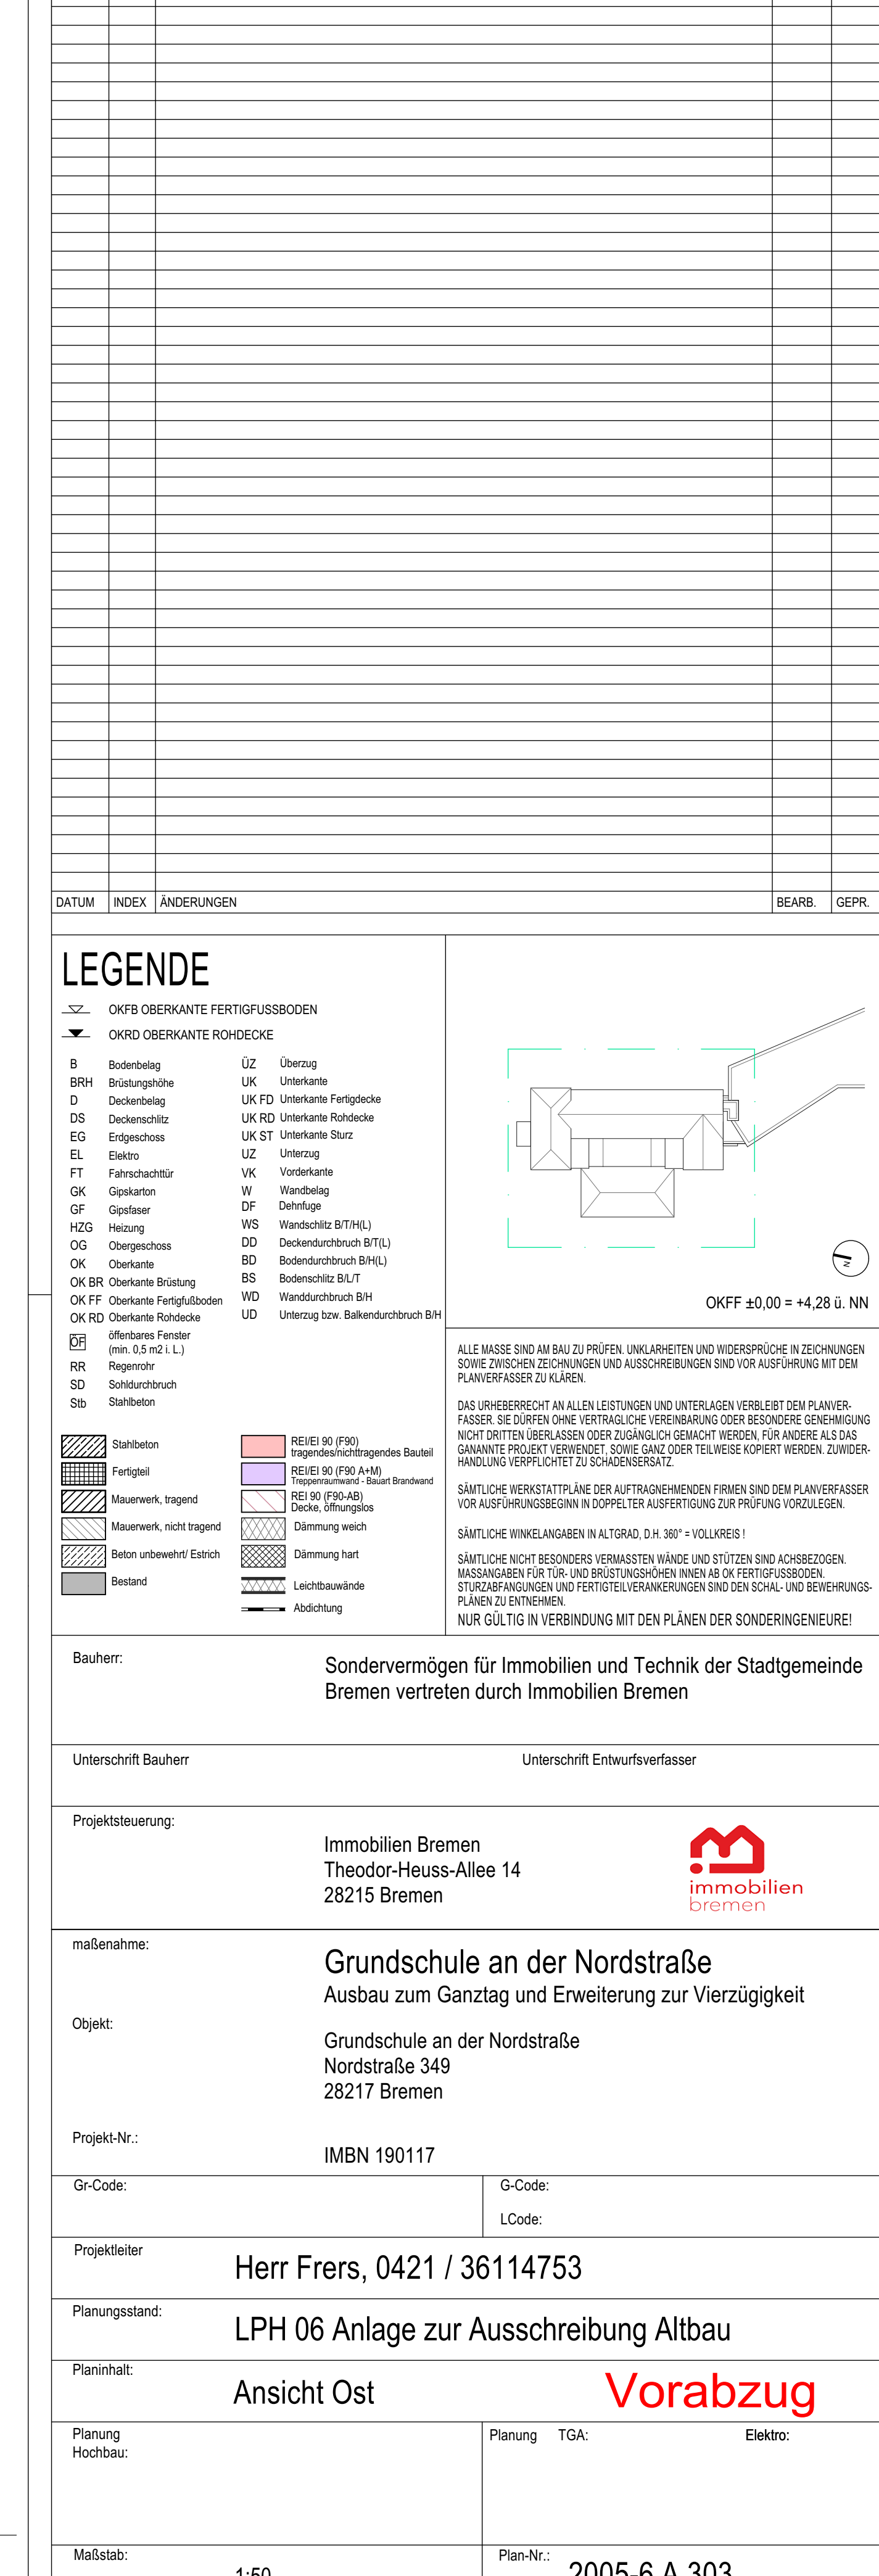 DATUM INDEX ÄNDERUNGEN BEARB. GEPR.
LEGENDE
OKFB OBERKANTE FERTIGFUSSBODEN
OKRD OBERKANTE ROHDECKE
B Bodenbelag
BRH Brüstungshöhe
D Deckenbelag
DS Deckenschlitz
EG Erdgeschoss
EL Elektro
FT Fahrschachttür
GK Gipskarton
GF Gipsfaser
HZG Heizung
OG Obergeschoss
OK Oberkante
OK BR Oberkante Brüstung
OK FF Oberkante Fertigfußboden
OK RD Oberkante Rohdecke
ÖF öffenbares Fenster
(min. 0,5 m2 i. L.)
RR Regenrohr
SD Sohldurchbruch
Stb Stahlbeton
ÜZ Überzug
UK Unterkante
UK FD Unterkante Fertigdecke
UK RD Unterkante Rohdecke
UK ST Unterkante Sturz
UZ Unterzug
VK Vorderkante
W Wandbelag
DF Dehnfuge
WS Wandschlitz B/T/H(L)
DD Deckendurchbruch B/T(L)
BD Bodendurchbruch B/H(L)
BS Bodenschlitz B/L/T
WD Wanddurchbruch B/H
UD Unterzug bzw. Balkendurchbruch B/H
Stahlbeton
Fertigteil
Mauerwerk, tragend
Mauerwerk, nicht tragend
Beton unbewehrt/ Estrich
Bestand
REI/EI 90 (F90)
tragendes/nichttragendes Bauteil
REI/EI 90 (F90 A+M)
Treppenraumwand - Bauart Brandwand
REI 90 (F90-AB)
Decke, öffnungslos
Dämmung weich
Dämmung hart
Leichtbauwände
Abdichtung
N
OKFF ±0,00 = +4,28 ü. NN
ALLE MASSE SIND AM BAU ZU PRÜFEN. UNKLARHEITEN UND WIDERSPRÜCHE IN ZEICHNUNGEN
SOWIE ZWISCHEN ZEICHNUNGEN UND AUSSCHREIBUNGEN SIND VOR AUSFÜHRUNG MIT DEM
PLANVERFASSER ZU KLÄREN.
DAS URHEBERRECHT AN ALLEN LEISTUNGEN UND UNTERLAGEN VERBLEIBT DEM PLANVER-
FASSER. SIE DÜRFEN OHNE VERTRAGLICHE VEREINBARUNG ODER BESONDERE GENEHMIGUNG
NICHT DRITTEN ÜBERLASSEN ODER ZUGÄNGLICH GEMACHT WERDEN, FÜR ANDERE ALS DAS
GANANNTE PROJEKT VERWENDET, SOWIE GANZ ODER TEILWEISE KOPIERT WERDEN. ZUWIDER-
HANDLUNG VERPFLICHTET ZU SCHADENSERSATZ.
SÄMTLICHE WERKSTATTPLÄNE DER AUFTRAGNEHMENDEN FIRMEN SIND DEM PLANVERFASSER
VOR AUSFÜHRUNGSBEGINN IN DOPPELTER AUSFERTIGUNG ZUR PRÜFUNG VORZULEGEN.
SÄMTLICHE WINKELANGABEN IN ALTGRAD, D.H. 360° = VOLLKREIS !
SÄMTLICHE NICHT BESONDERS VERMASSTEN WÄNDE UND STÜTZEN SIND ACHSBEZOGEN.
MASSANGABEN FÜR TÜR- UND BRÜSTUNGSHÖHEN INNEN AB OK FERTIGFUSSBODEN.
STURZABFANGUNGEN UND FERTIGTEILVERANKERUNGEN SIND DEN SCHAL- UND BEWEHRUNGS-
PLÄNEN ZU ENTNEHMEN.
NUR GÜLTIG IN VERBINDUNG MIT DEN PLÄNEN DER SONDERINGENIEURE!
Bauherr:
Sondervermögen für Immobilien und Technik der Stadtgemeinde
Bremen vertreten durch Immobilien Bremen
Unterschrift Bauherr Unterschrift Entwurfsverfasser
Projektsteuerung:
Immobilien Bremen
Theodor-Heuss-Allee 14
28215 Bremen
immobilien
bremen
maßenahme:
Grundschule an der Nordstraße
Ausbau zum Ganztag und Erweiterung zur Vierzügigkeit
Objekt:
Grundschule an der Nordstraße
Nordstraße 349
28217 Bremen
Projekt-Nr.:
IMBN 190117
Gr-Code: G-Code:
LCode:
Projektleiter
Herr Frers, 0421 / 36114753
Planungsstand:
LPH 06 Anlage zur Ausschreibung Altbau
Planinhalt:
Ansicht Ost Vorabzug
Planung
Hochbau:
Planung TGA: Elektro:
Maßstab: Plan-Nr.:
1:50 2005-6 A 303